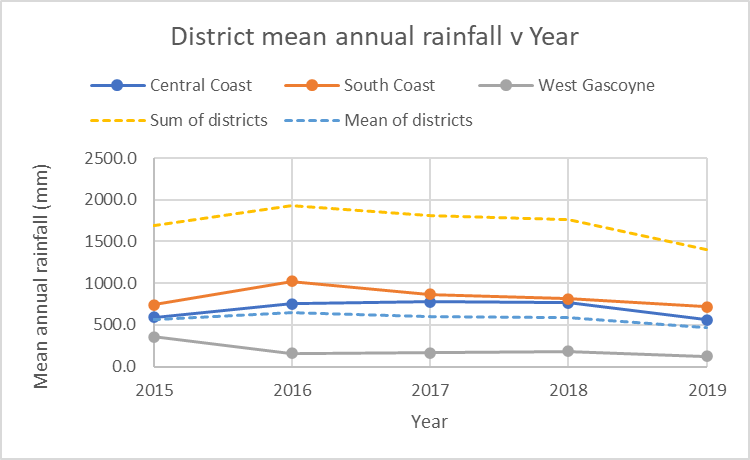 District mean annual rainfall v Year
Central Coast South Coast West Gascoyne
Sum of districts Mean of districts
Mean annual rainfall (mm)
2500.0
2000.0
1500.0
1000.0
500.0
0.0
2015 2016 2017 2018 2019
Year